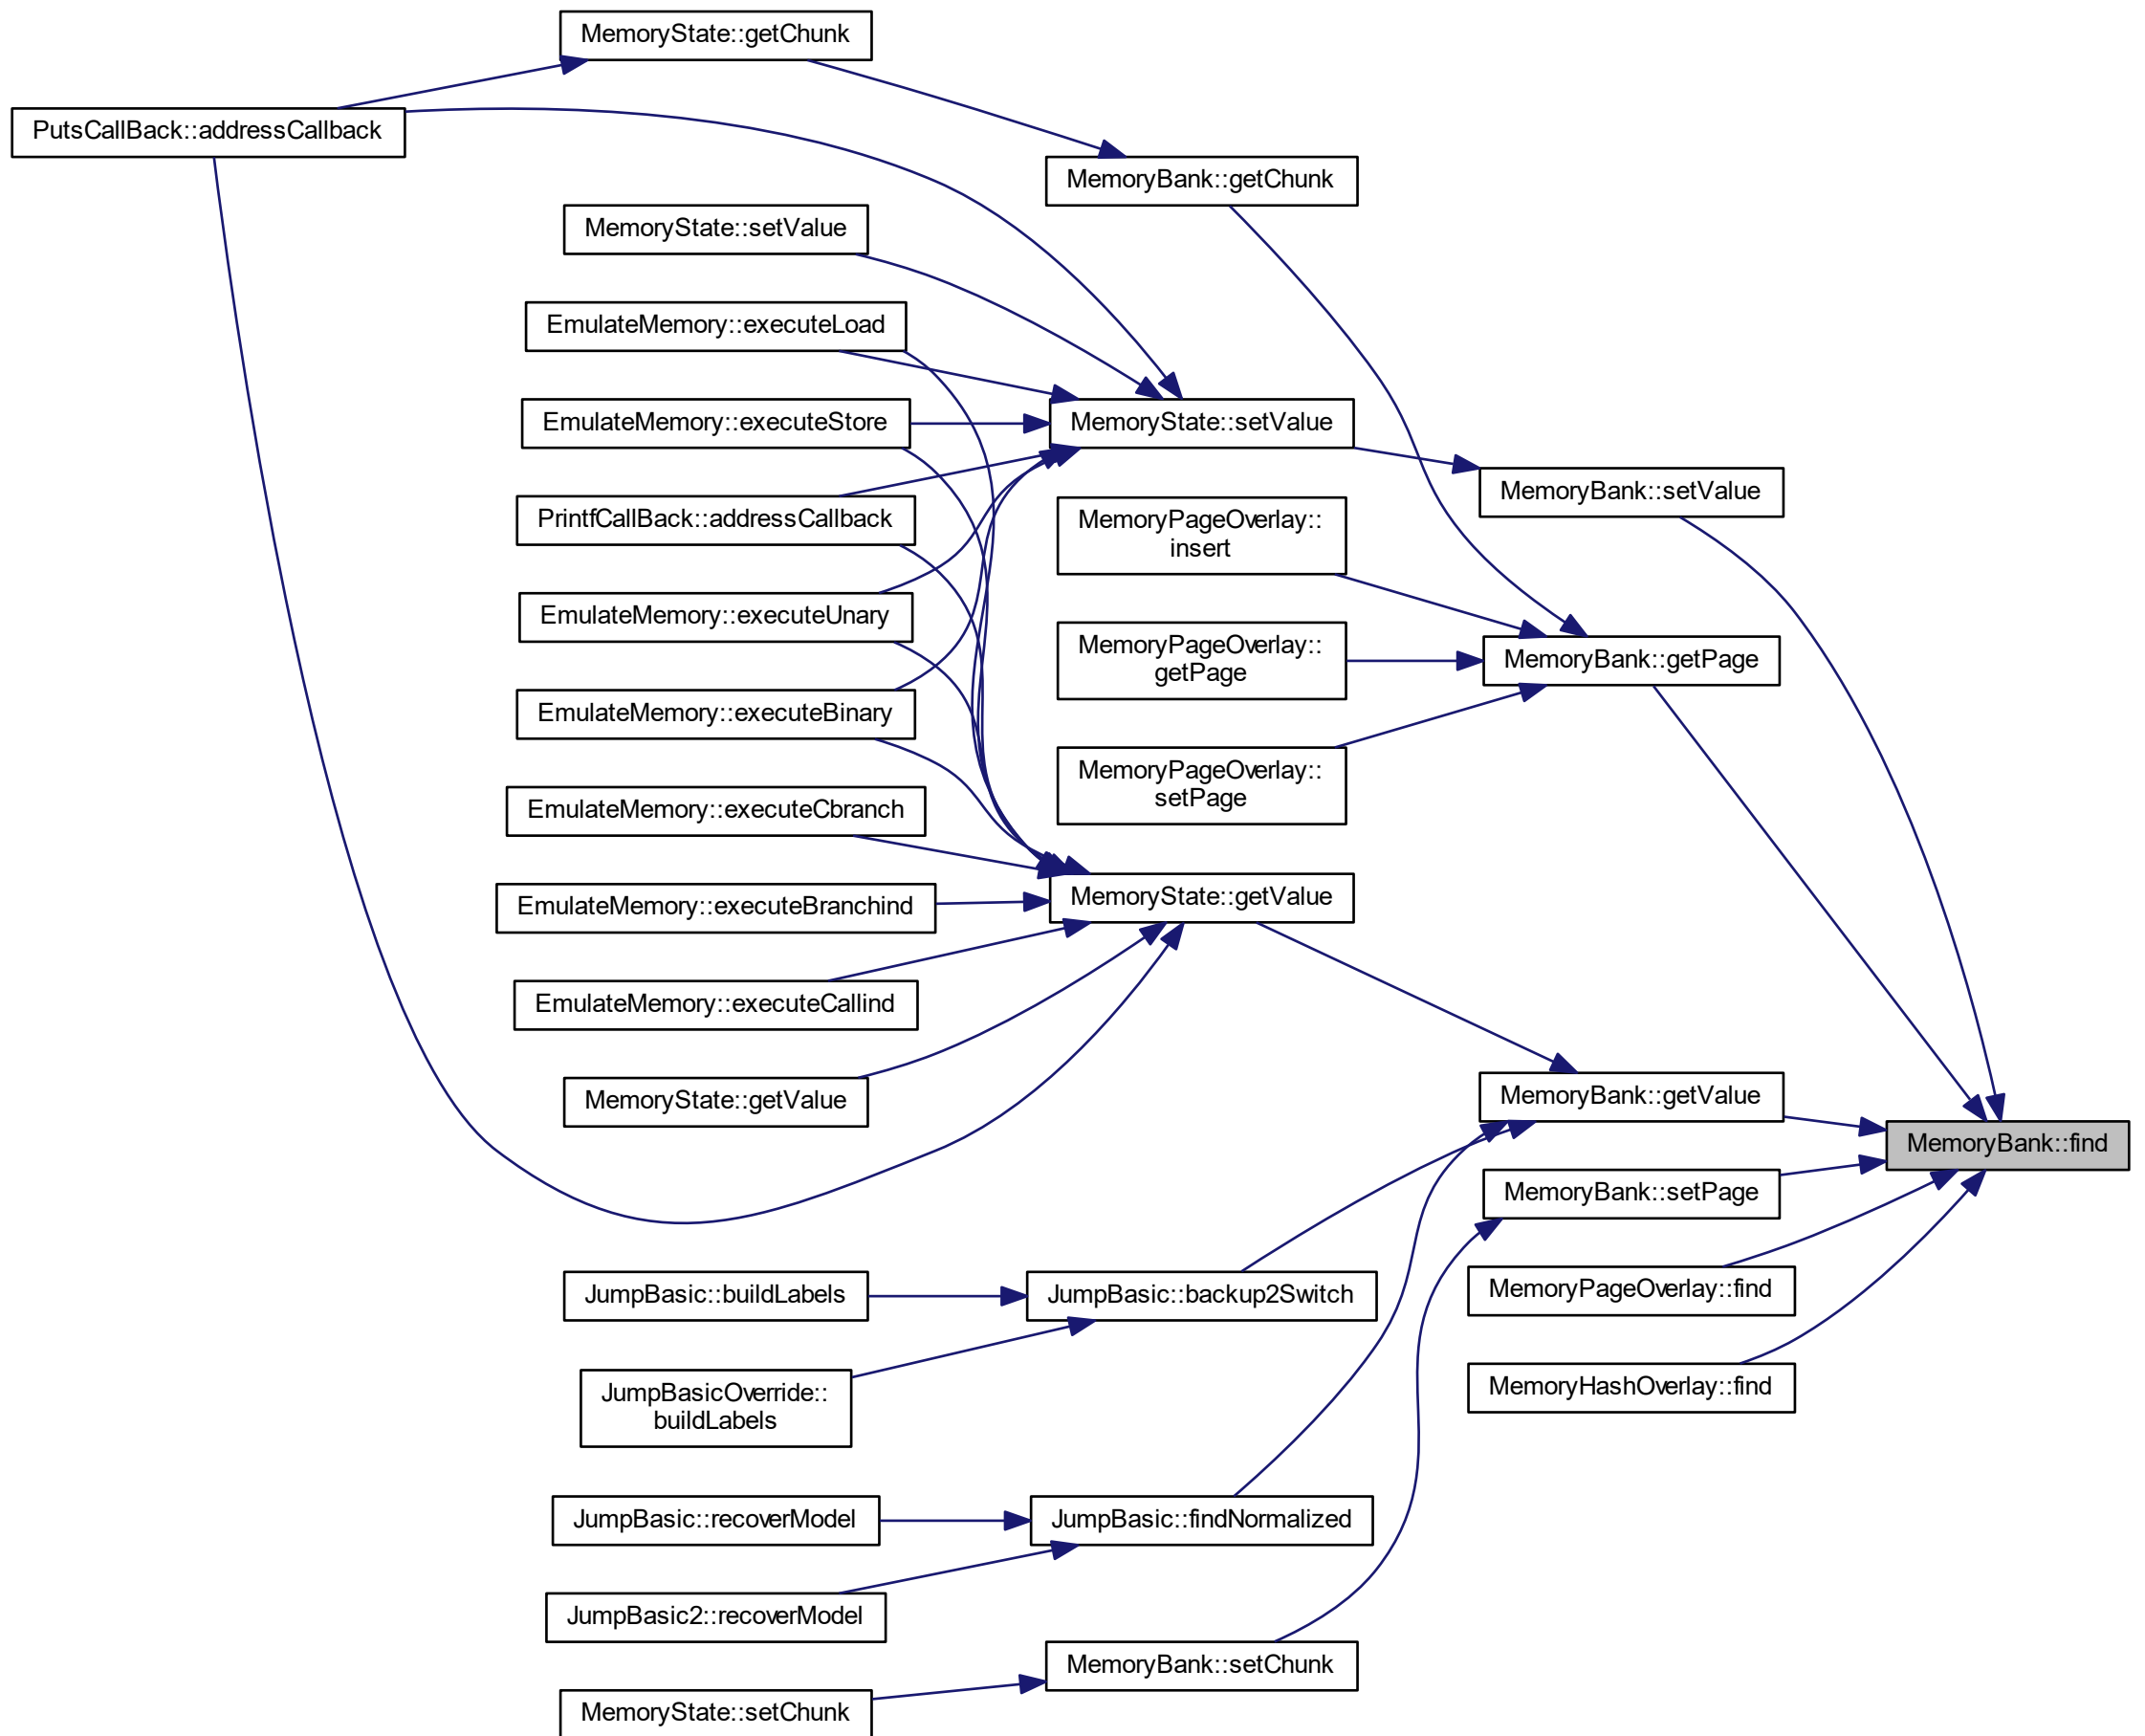 MemoryState::getChunk
PutsCallBack::addressCallback
MemoryBank::getChunk
MemoryState::setValue
EmulateMemory::executeLoad
EmulateMemory::executeStore
MemoryState::setValue
MemoryBank::setValue
PrintfCallBack::addressCallback
MemoryPageOverlay::
insert
EmulateMemory::executeUnary
MemoryPageOverlay::
getPage
MemoryBank::getPage
EmulateMemory::executeBinary
MemoryPageOverlay::
setPage
EmulateMemory::executeCbranch
EmulateMemory::executeBranchind
MemoryState::getValue
EmulateMemory::executeCallind
MemoryState::getValue
MemoryBank::getValue
MemoryBank::find
MemoryBank::setPage
JumpBasic::buildLabels
JumpBasic::backup2Switch
MemoryPageOverlay::find
JumpBasicOverride::
buildLabels
MemoryHashOverlay::find
JumpBasic::recoverModel
JumpBasic::findNormalized
JumpBasic2::recoverModel
MemoryBank::setChunk
MemoryState::setChunk